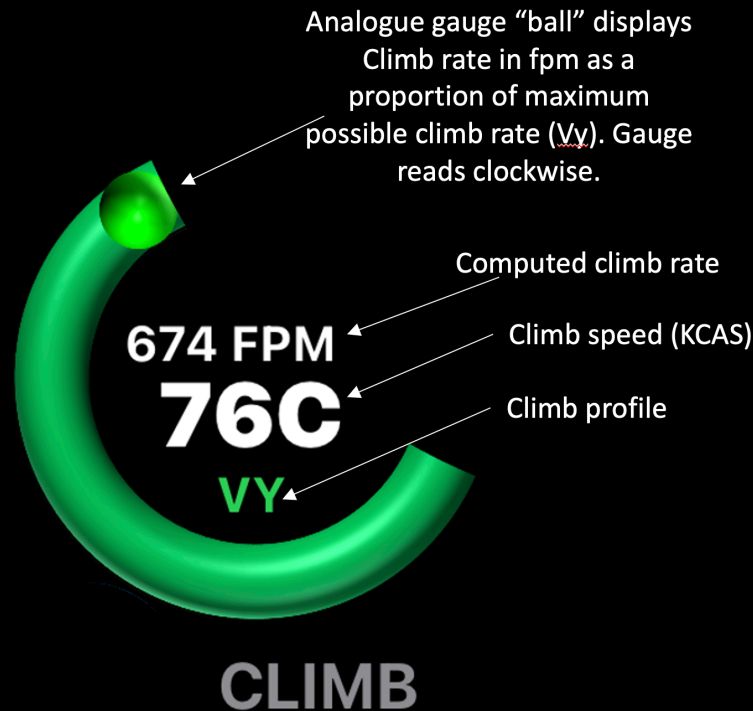 Analogue gauge “ball” displays
Climb rate in fpm as a
proportion of maximum
possible climb rate (Vy). Gauge
reads clockwise.
Computed climb rate
674 FPM
Climb speed (KCAS)
76C
Climb profile
VY
CLIMB